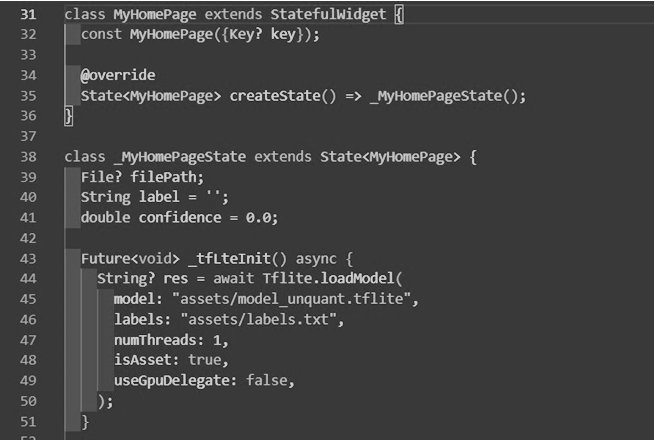 31 class MyHomePage extends StatefulWidget {
32   const MyHomePage({Key? key});
33
34   @override
35   State<MyHomePage> createState() => _MyHomePageState();
36 }
37
38 class _MyHomePageState extends State<MyHomePage> {
39   File? filePath;
40   String label = '';
41   double confidence = 0.0;
42
43   Future<void> _tfLteInit() async {
44     String? res = await Tflite.loadModel(
45       model: "assets/model_unquant.tflite",
46       labels: "assets/labels.txt",
47       numThreads: 1,
48       isAsset: true,
49       useGpuDelegate: false,
50     );
51   }